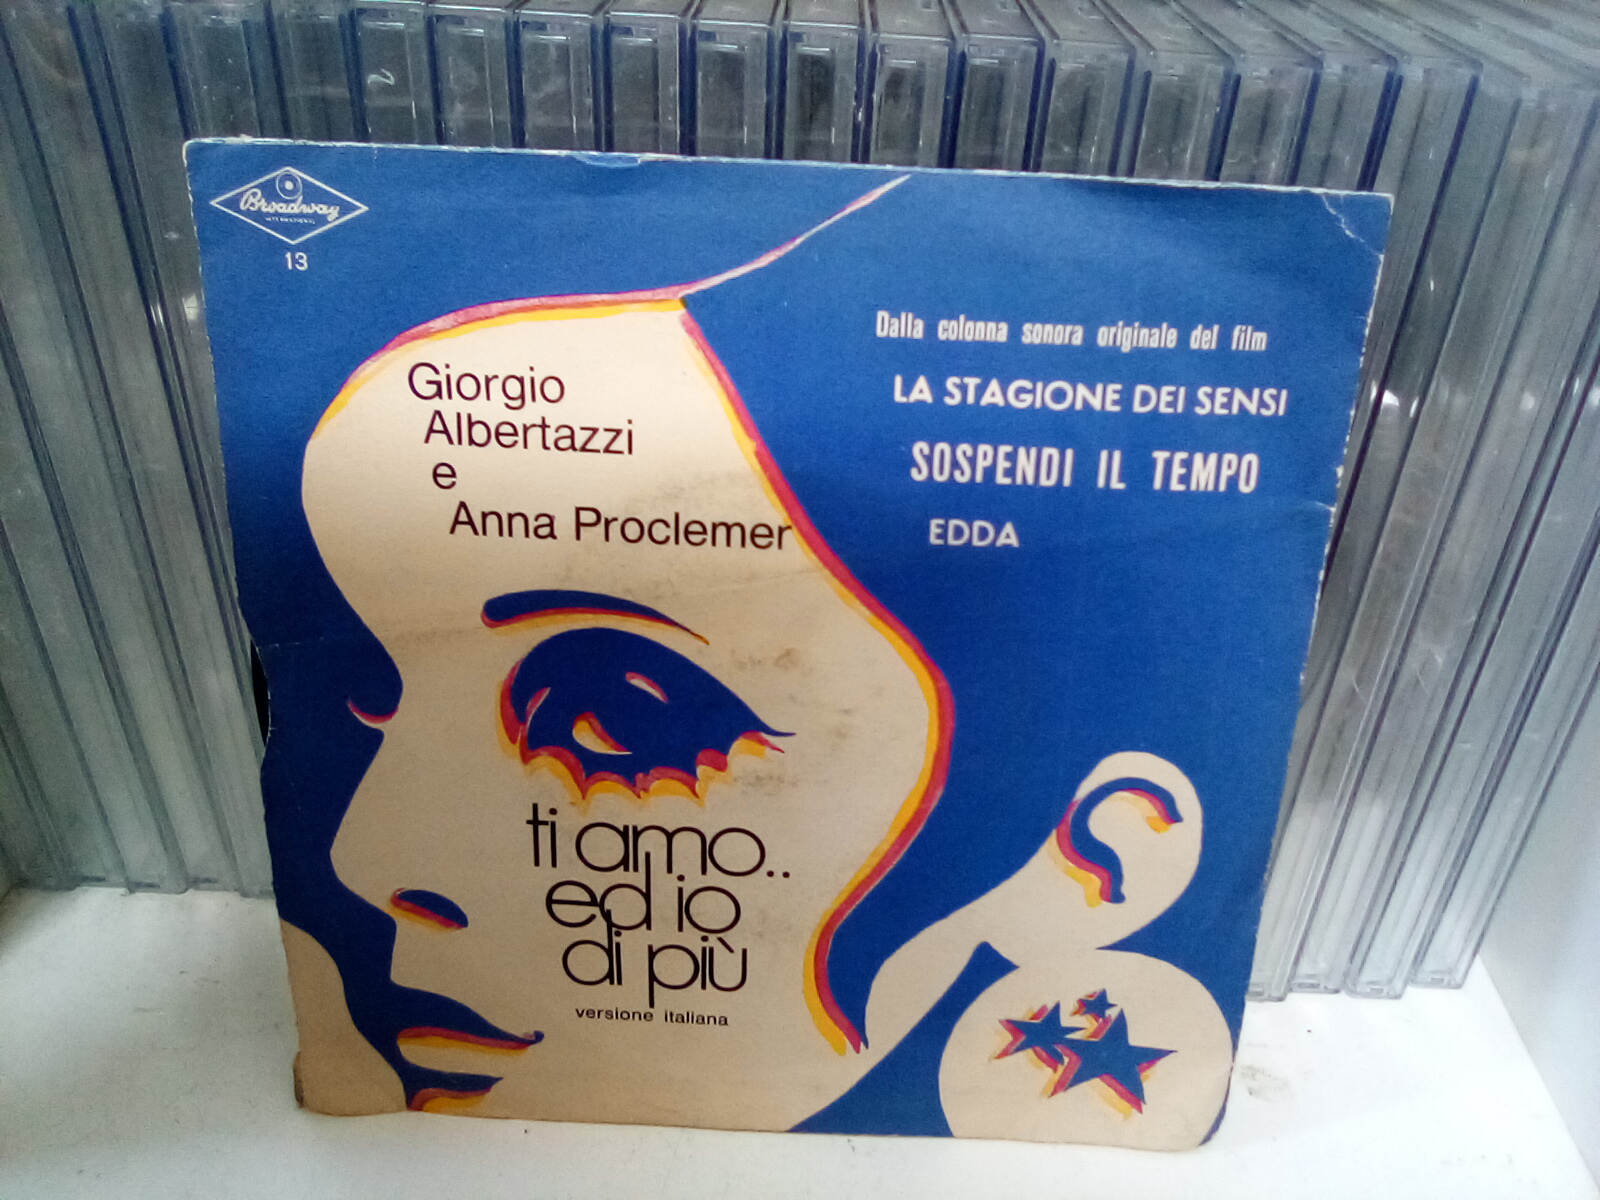 Broadway
13
Giorgio
Albertazzi
e
Anna Proclemer
Dalla colonna sonora originale del film
LA STAGIONE DEI SENSI
SOSPENDI IL TEMPO
EDDA
ti amo..
ed io
di più
versione italiana